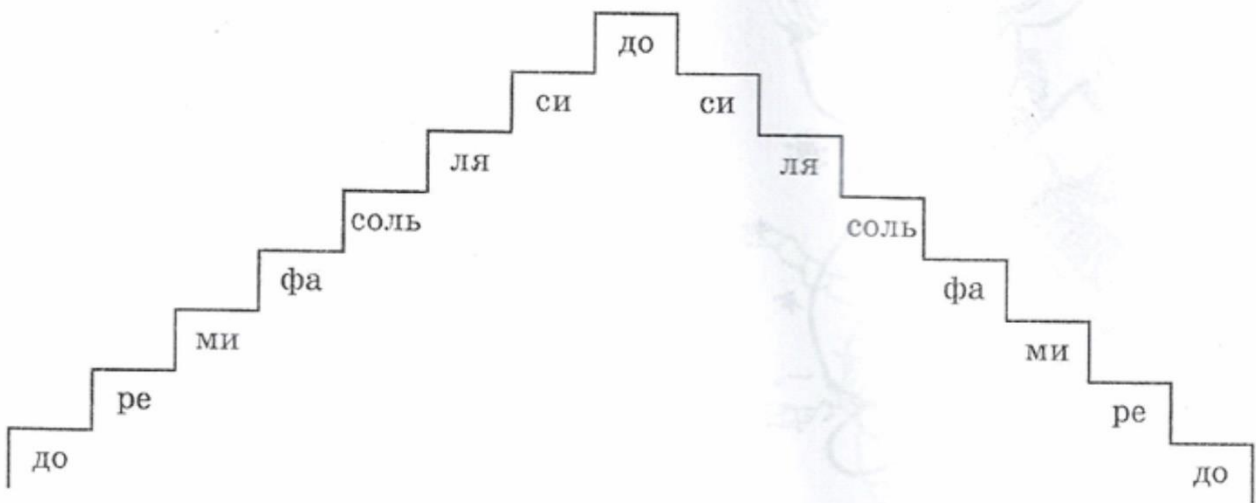 до
си си
ля ля
соль соль
фа фа
ми ми
ре ре
до до